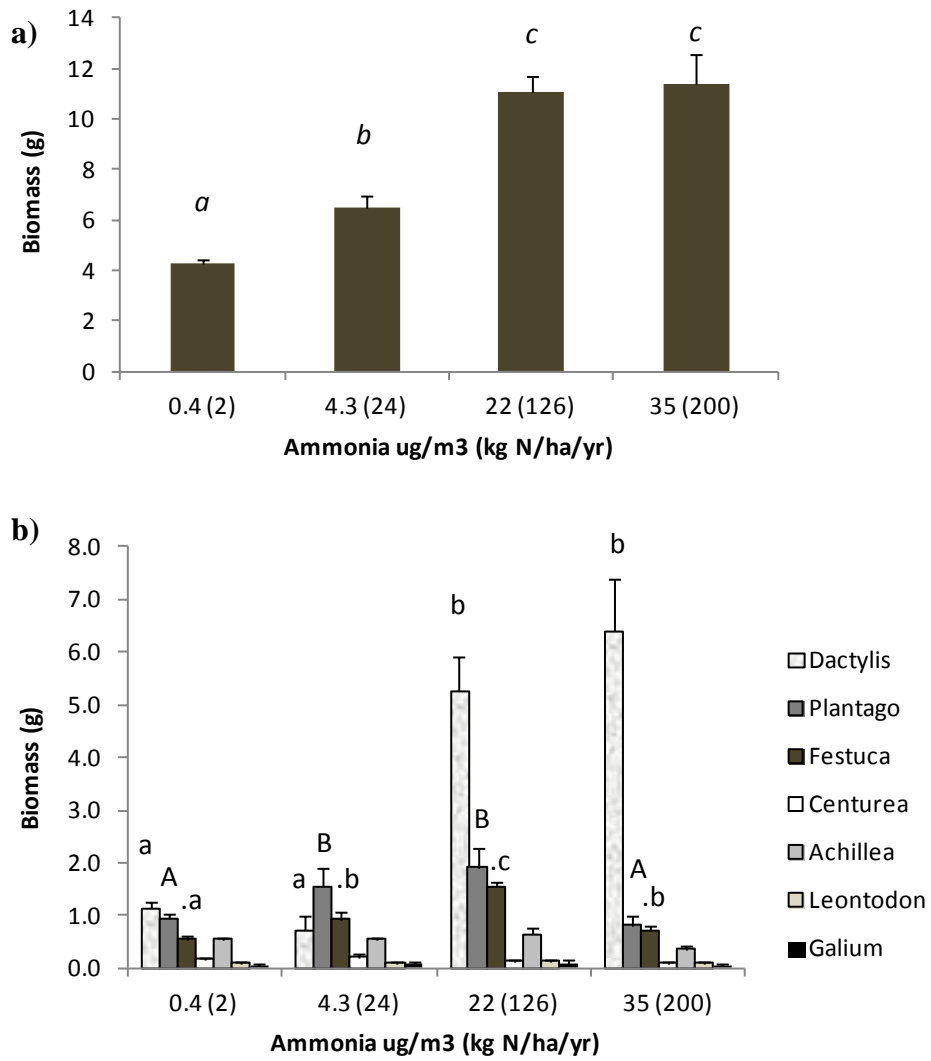 a)
14
12
10
8
6
4
2
0
Biomass (g)
a
b
c
c
0.4 (2) 4.3 (24) 22 (126) 35 (200)
Ammonia ug/m3 (kg N/ha/yr)
b)
8.0
7.0
6.0
5.0
4.0
3.0
2.0
1.0
0.0
Biomass (g)
a A .a
a B .b
b B .c
b A .b
0.4 (2) 4.3 (24) 22 (126) 35 (200)
Ammonia ug/m3 (kg N/ha/yr)
Dactylis
Plantago
Festuca
Centurea
Achillea
Leontodon
Galium